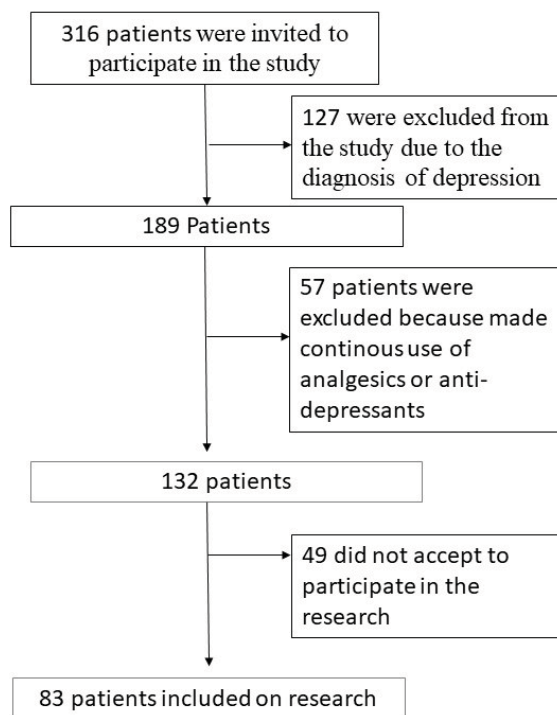 316 patients were invited to
participate in the study
127 were excluded from
the study due to the
diagnosis of depression
189 Patients
57 patients were
excluded because made
continous use of
analgesics or anti-
depressants
132 patients
49 did not accept to
participate in the
research
83 patients included on research